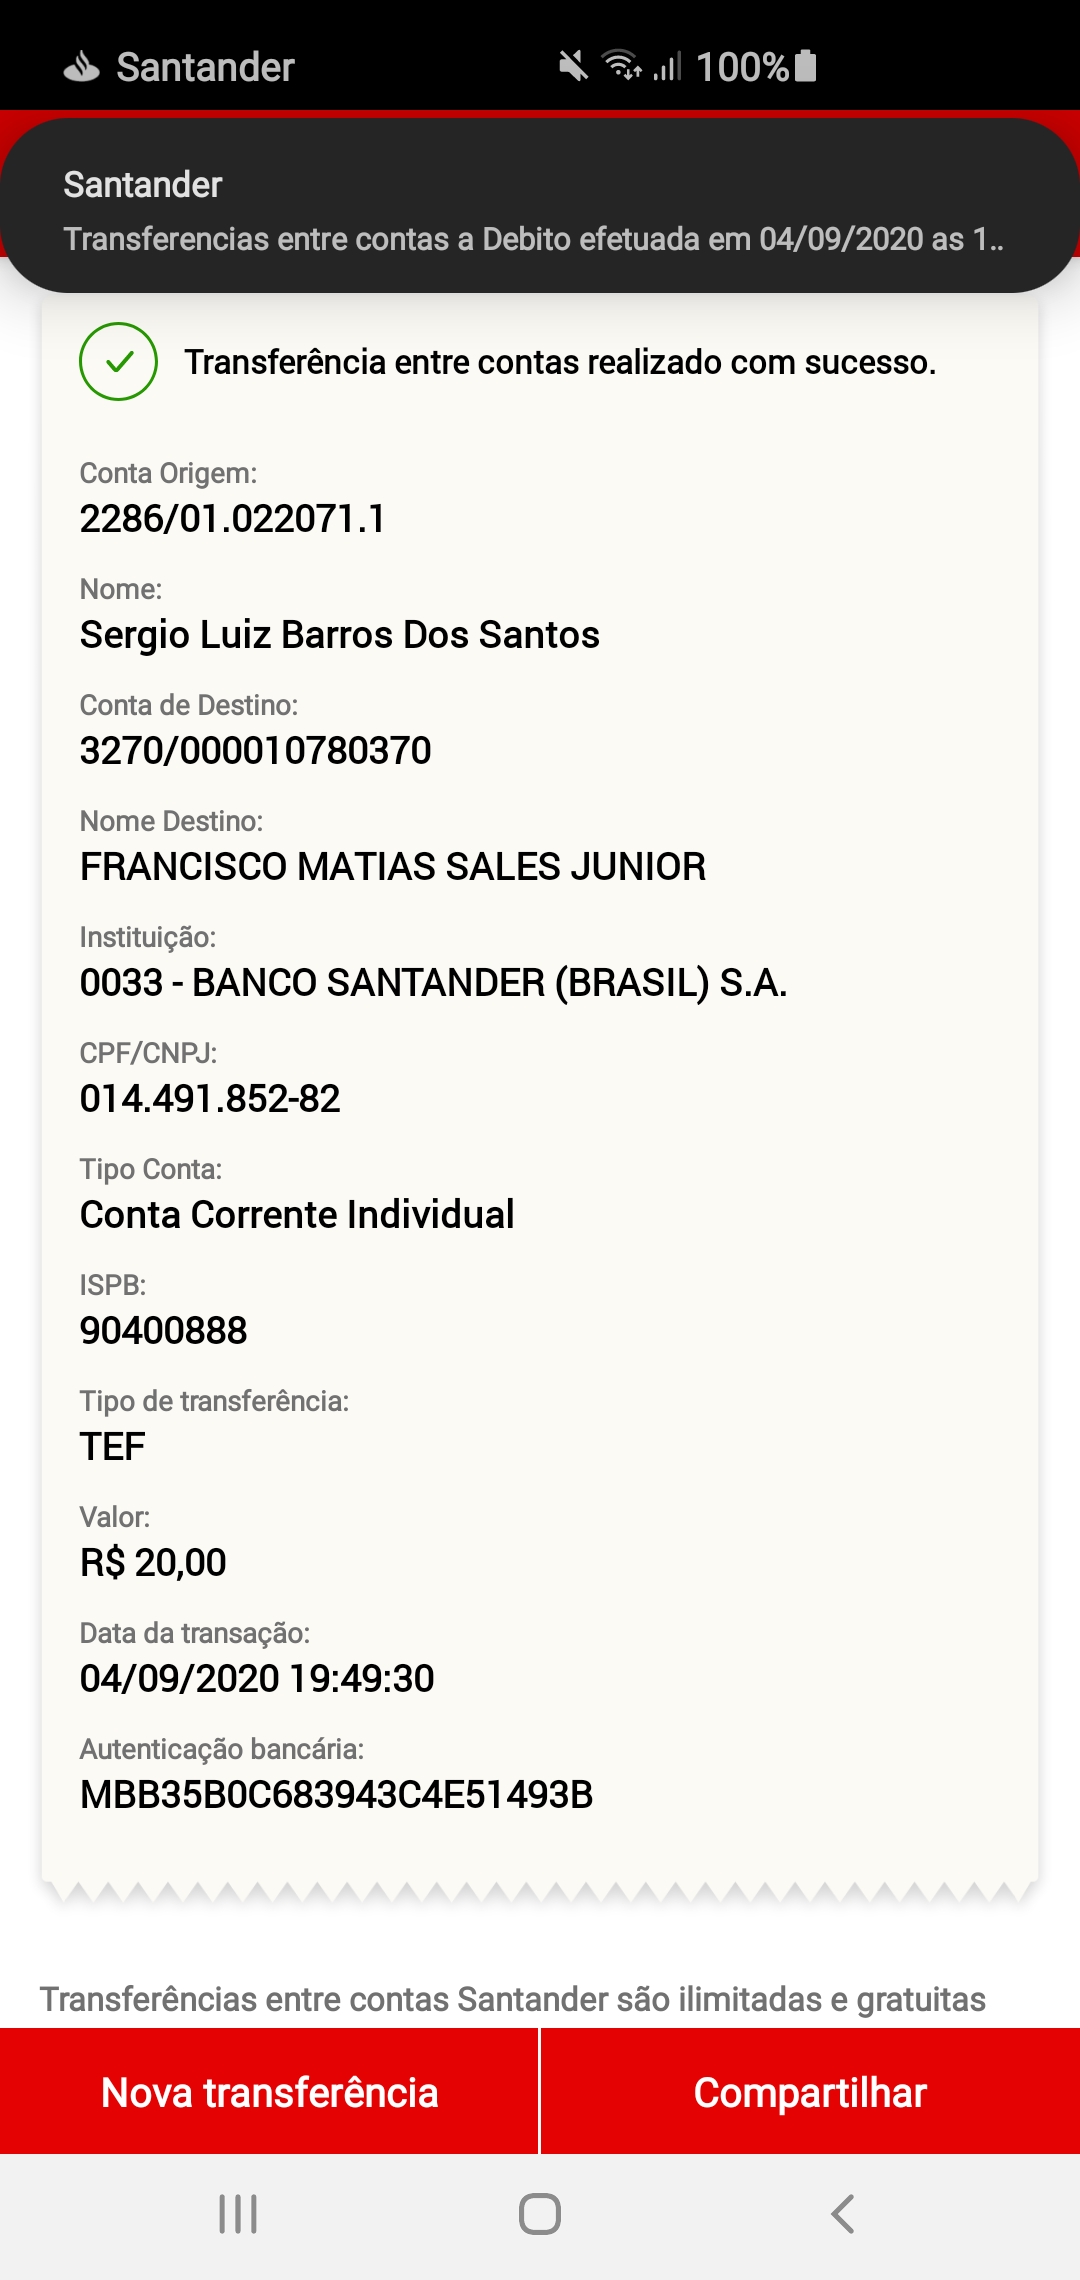 Santander
100%
Santander
Transferencias entre contas a Debito efetuada em 04/09/2020 as 1..
Transferência entre contas realizado com sucesso.
Conta Origem:
2286/01.022071.1
Nome:
Sergio Luiz Barros Dos Santos
Conta de Destino:
3270/000010780370
Nome Destino:
FRANCISCO MATIAS SALES JUNIOR
Instituição:
0033 - BANCO SANTANDER (BRASIL) S.A.
CPF/CNPJ:
014.491.852-82
Tipo Conta:
Conta Corrente Individual
ISPB:
90400888
Tipo de transferência:
TEF
Valor:
R$ 20,00
Data da transação:
04/09/2020 19:49:30
Autenticação bancária:
MBB35B0C683943C4E51493B
Transferências entre contas Santander são ilimitadas e gratuitas
Nova transferência
Compartilhar